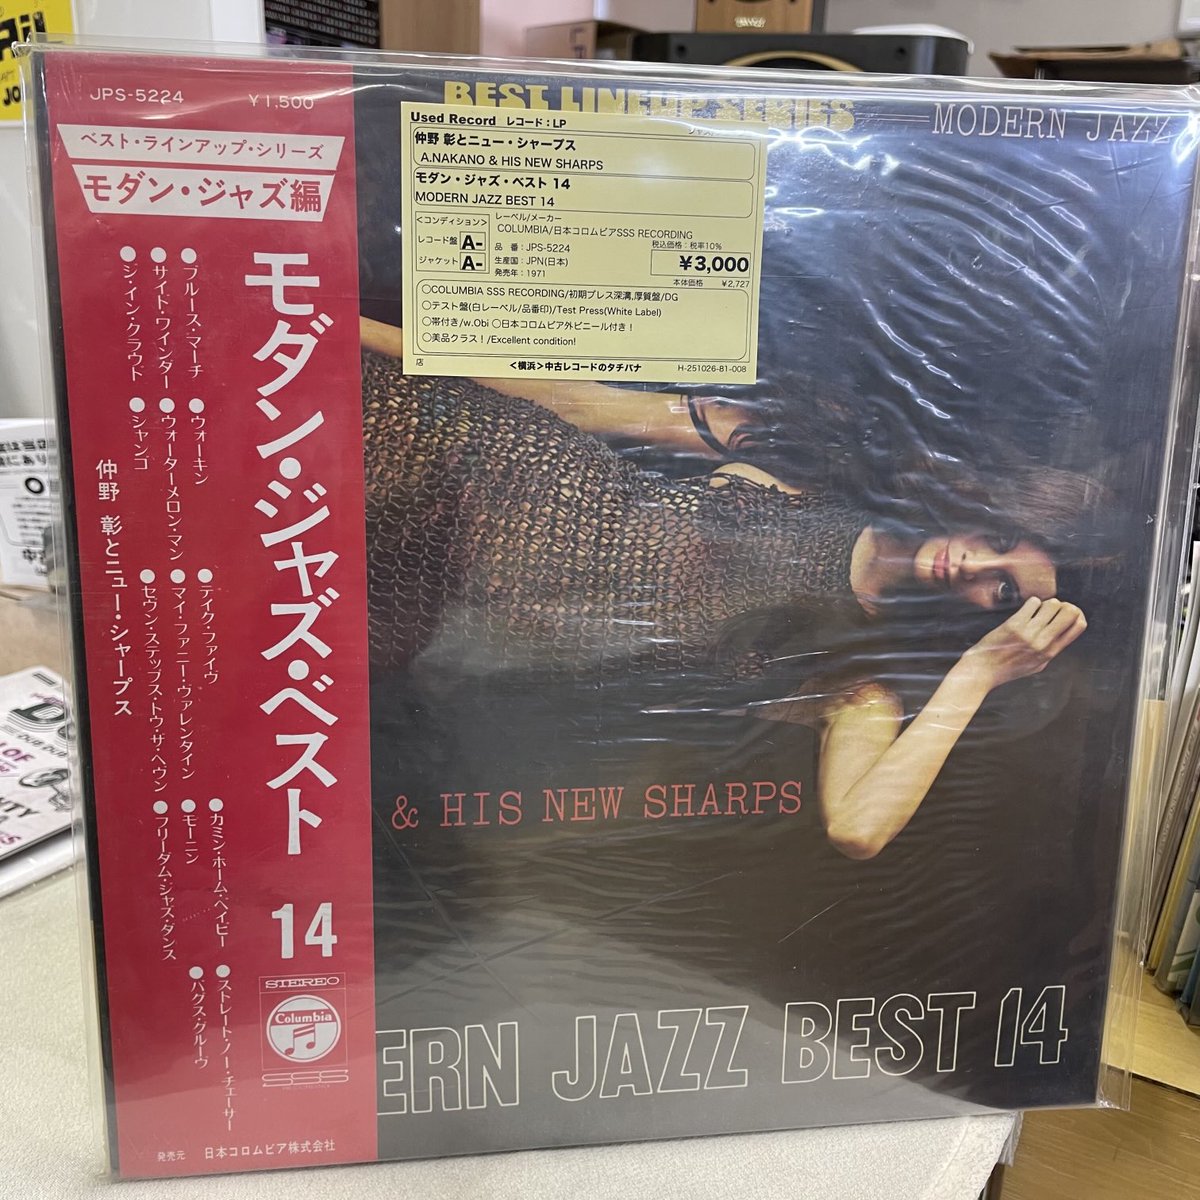 JPS-5224 ¥1,500
ベスト・ラインアップ・シリーズ
モダン・ジャズ編
モダン・ジャズ・ベスト 14
●ブルース・マーチ
●サイド・ワインダー
●ジ・イン・クラウド
●ウォーキン
●ウォーターメロン・マン
●シャンゴ
●テイク・ファイヴ
●マイ・ファニー・ヴァレンタイン
●セヴン・ステップス・トウ・ザ・ヘヴン
●カミン・ホーム・ベイビー
●モーニン
●フリーダム・ジャズ・ダンス
●ストレート・ノー・チェーサー
●バグス・グルーヴ
仲野 彰とニュー・シャープス
STEREO
Columbia
SSS
発売元 日本コロムビア株式会社
BEST LINEUP SERIES
MODERN JAZZ
Used Record レコード：LP
仲野 彰とニュー・シャープス
A.NAKANO & HIS NEW SHARPS
モダン・ジャズ・ベスト 14
MODERN JAZZ BEST 14
<コンディション>
レコード盤 A-
ジャケット A-
レーベル/メーカー
COLUMBIA/日本コロムビアSSS RECORDING
品 番：JPS-5224
生産国：JPN(日本)
発売年：1971
税込価格：税率10%
¥3,000
本体価格 ¥2,727
○COLUMBIA SSS RECORDING/初期プレス深溝,厚質盤/DG
○テスト盤(白レーベル/品番印)/Test Press(White Label)
○帯付き/w.Obi ○日本コロムビア外ビニール付き！
○美品クラス！/Excellent condition!
店 <横浜>中古レコードのタチバナ H-251026-B1-008
& HIS NEW SHARPS
ERN JAZZ BEST 14